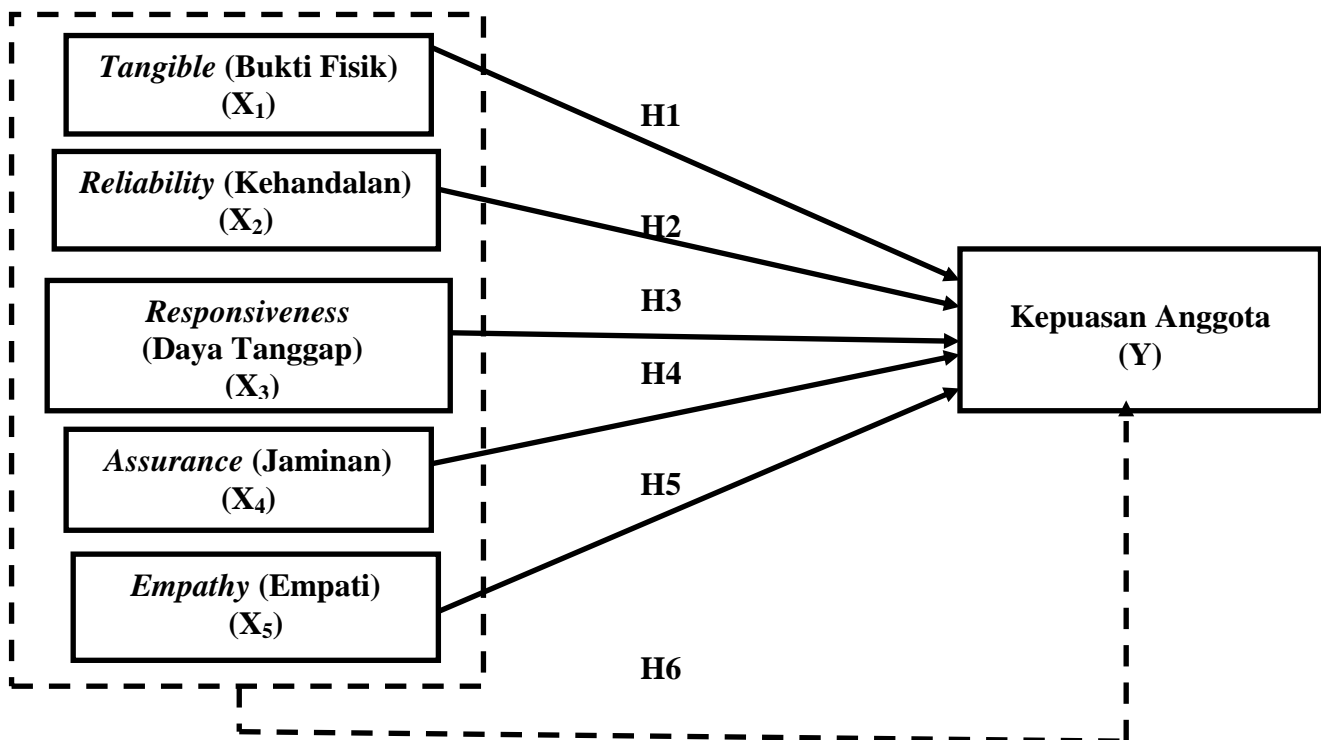 Tangible (Bukti Fisik)
(X₁)
H1
Reliability (Kehandalan)
(X₂)
H2
Responsiveness
(Daya Tanggap)
(X₃)
H3
Kepuasan Anggota
(Y)
H4
Assurance (Jaminan)
(X₄)
H5
Empathy (Empati)
(X₅)
H6